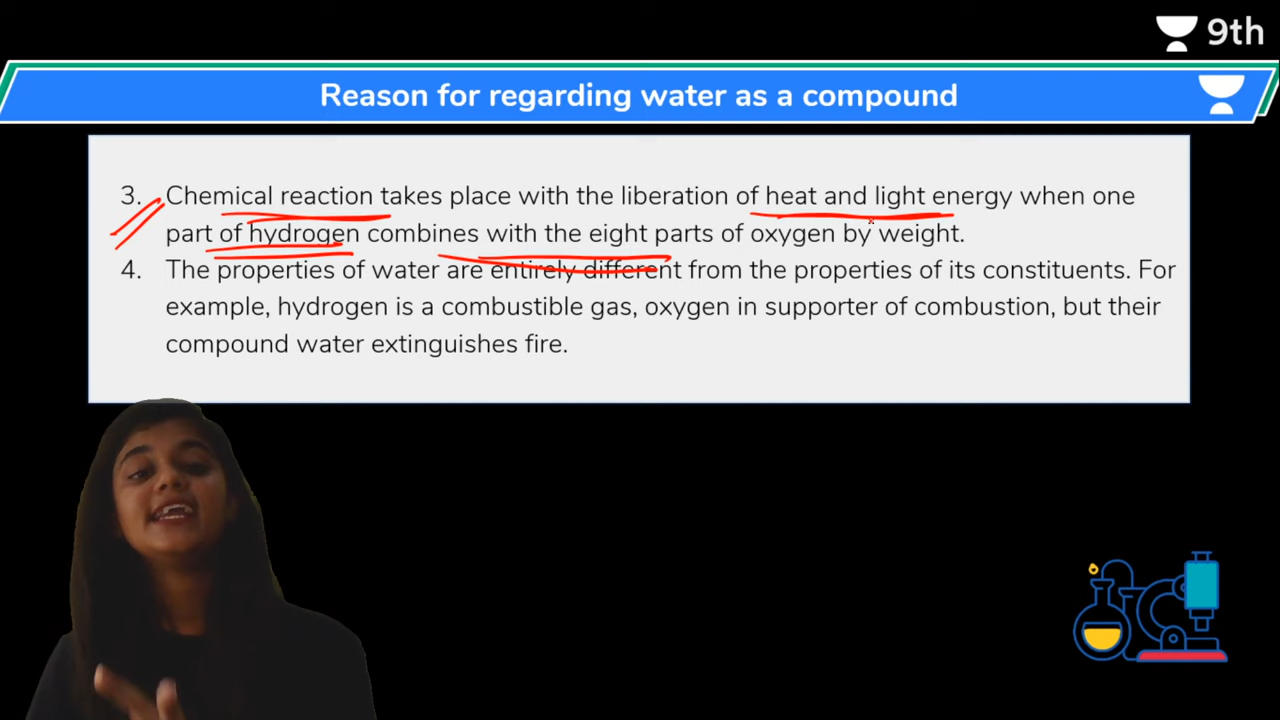 9th
Reason for regarding water as a compound
3. Chemical reaction takes place with the liberation of heat and light energy when one
part of hydrogen combines with the eight parts of oxygen by weight.
4. The properties of water are entirely different from the properties of its constituents. For
example, hydrogen is a combustible gas, oxygen in supporter of combustion, but their
compound water extinguishes fire.